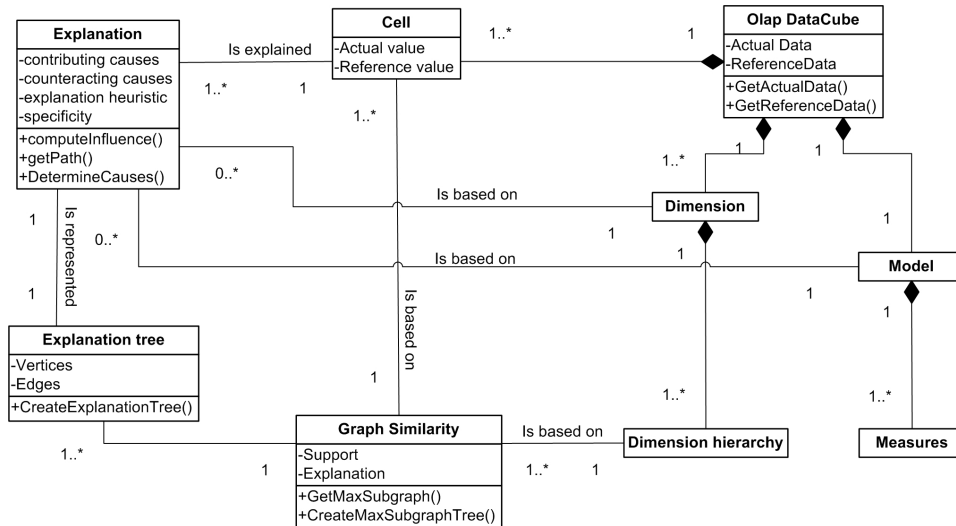 Explanation
-contributing causes
-counteracting causes
-explanation heuristic
-specificity
+computeInfluence()
+getPath()
+DetermineCauses()
Is explained
1..*
1
Cell
-Actual value
-Reference value
1..*
1
Olap DataCube
-Actual Data
-ReferenceData
+GetActualData()
+GetReferenceData()
1..*
0..*
1
1..*
1
Is based on
Dimension
1
1
1
Is represented
0..*
1
Is based on
1
Model
1
1
Is based on
1
Explanation tree
-Vertices
-Edges
+CreateExplanationTree()
1..*
1
Graph Similarity
-Support
-Explanation
+GetMaxSubgraph()
+CreateMaxSubgraphTree()
Is based on
1..*
1
1..*
Dimension hierarchy
1..*
Measures